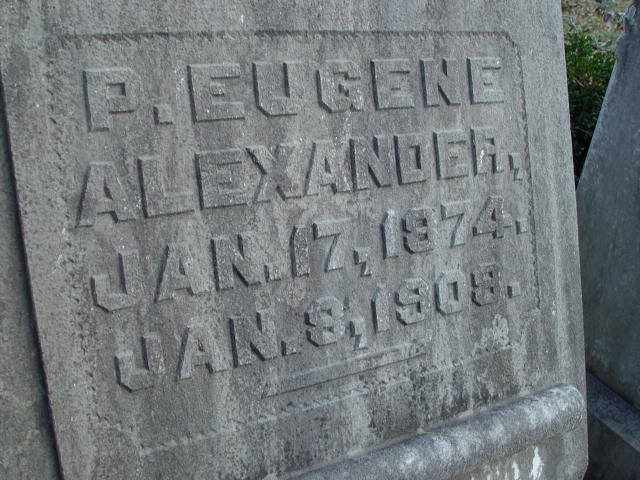 P. EUGENE
ALEXANDER,
JAN. 17, 1874.
JAN. 8, 1908.